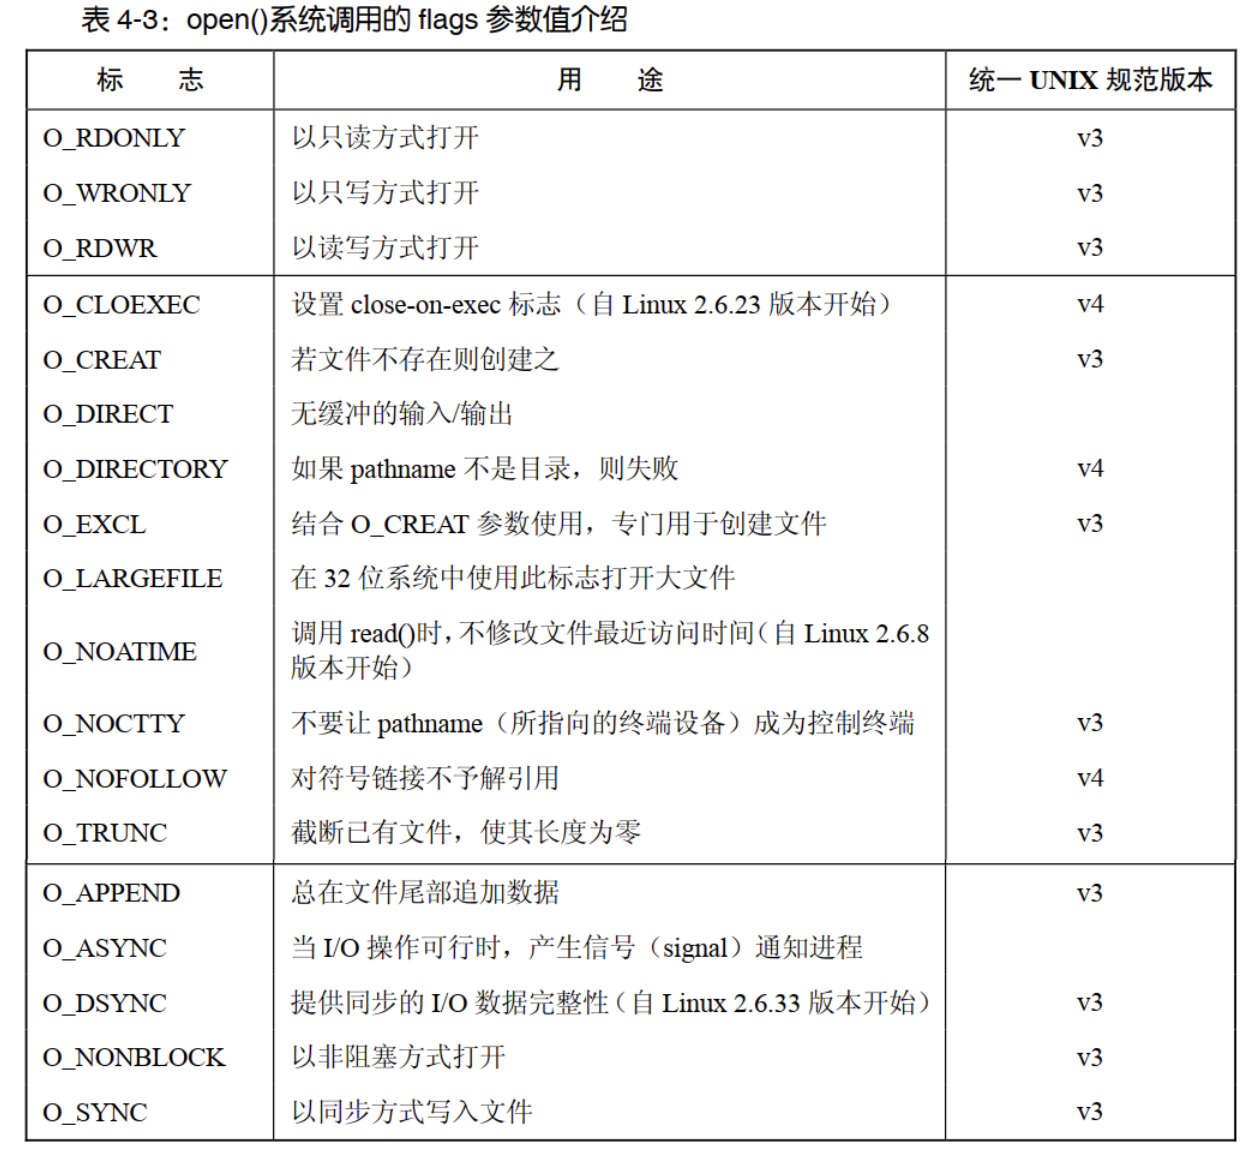 表 4-3：open()系统调用的 flags 参数值介绍
标 志 用 途 统一 UNIX 规范版本
O_RDONLY 以只读方式打开 v3
O_WRONLY 以只写方式打开 v3
O_RDWR 以读写方式打开 v3
O_CLOEXEC 设置 close-on-exec 标志（自 Linux 2.6.23 版本开始） v4
O_CREAT 若文件不存在则创建之 v3
O_DIRECT 无缓冲的输入/输出
O_DIRECTORY 如果 pathname 不是目录，则失败 v4
O_EXCL 结合 O_CREAT 参数使用，专门用于创建文件 v3
O_LARGEFILE 在 32 位系统中使用此标志打开大文件
O_NOATIME 调用 read()时，不修改文件最近访问时间（自 Linux 2.6.8
版本开始）
O_NOCTTY 不要让 pathname（所指向的终端设备）成为控制终端 v3
O_NOFOLLOW 对符号链接不予解引用 v4
O_TRUNC 截断已有文件，使其长度为零 v3
O_APPEND 总在文件尾部追加数据 v3
O_ASYNC 当 I/O 操作可行时，产生信号（signal）通知进程
O_DSYNC 提供同步的 I/O 数据完整性（自 Linux 2.6.33 版本开始） v3
O_NONBLOCK 以非阻塞方式打开 v3
O_SYNC 以同步方式写入文件 v3